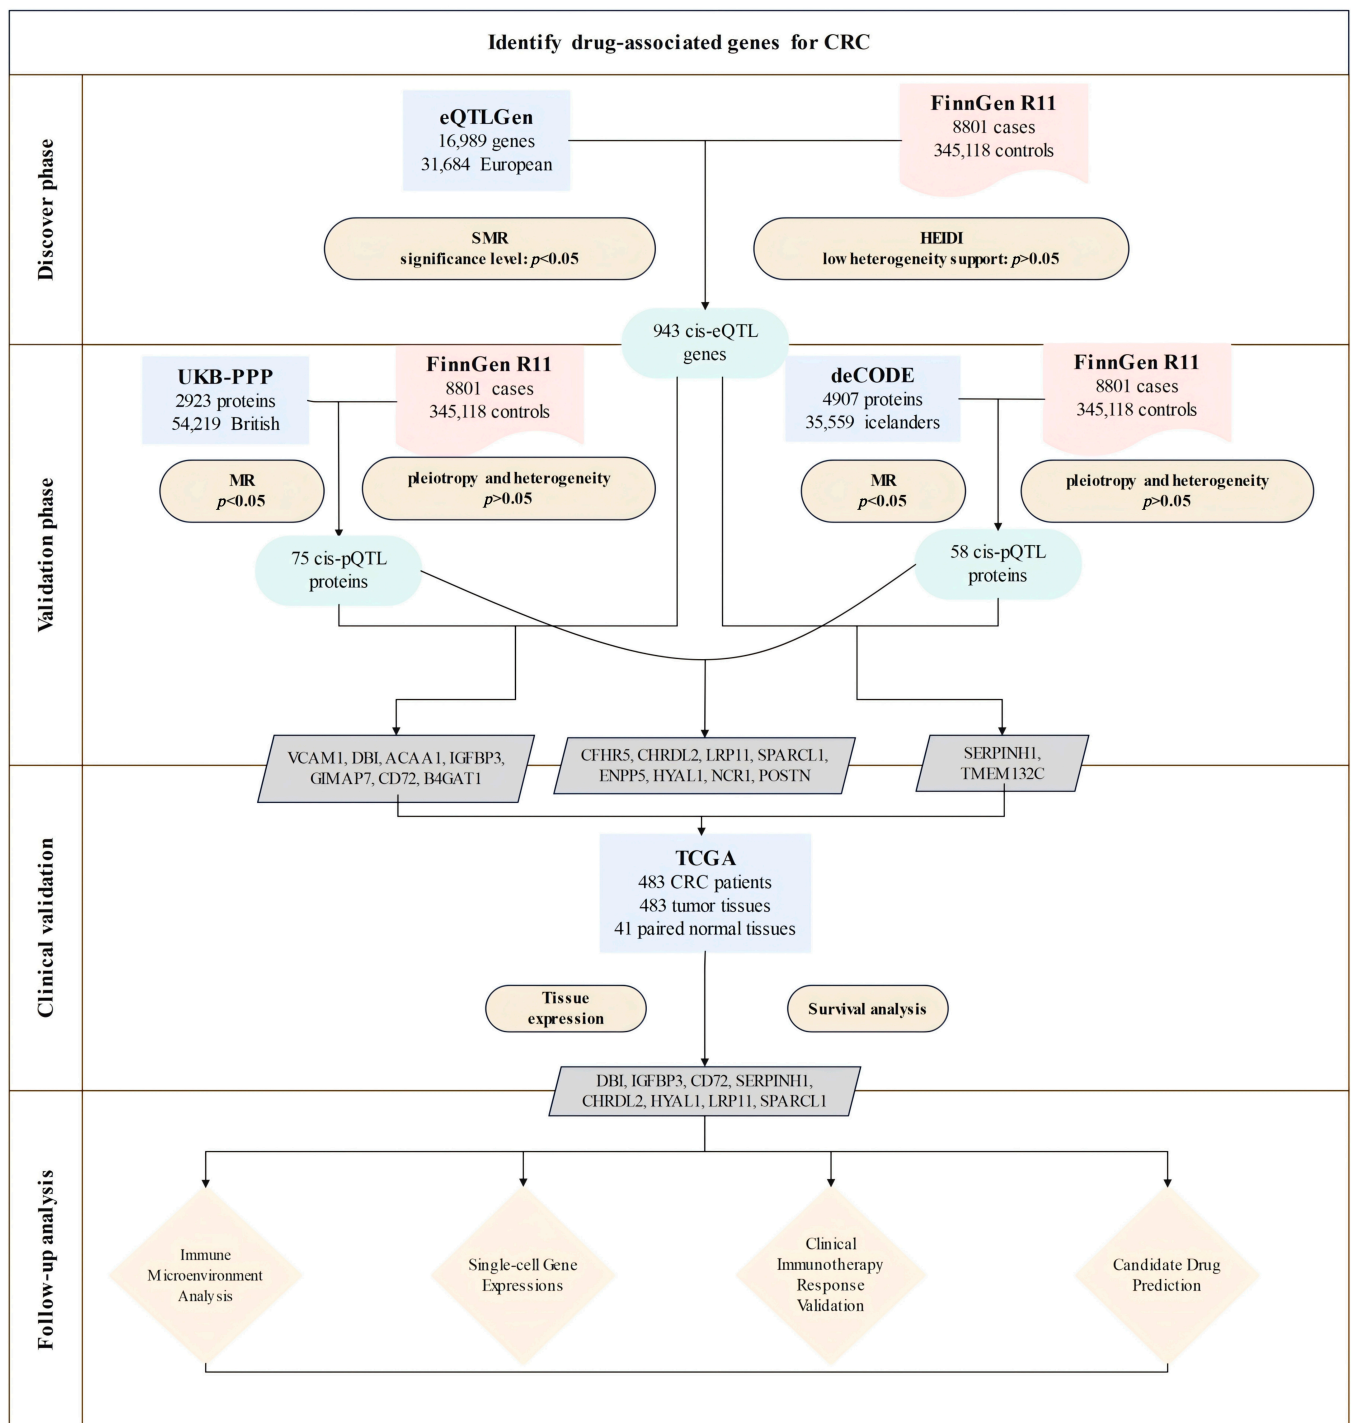 Identify drug-associated genes for CRC
Discover phase
eQTLGen
16,989 genes
31,684 European
FinnGen R11
8801 cases
345,118 controls
SMR
significance level: p<0.05
HEIDI
low heterogeneity support: p>0.05
943 cis-eQTL
genes
Validation phase
UKB-PPP
2923 proteins
54,219 British
FinnGen R11
8801 cases
345,118 controls
deCODE
4907 proteins
35,559 icelanders
FinnGen R11
8801 cases
345,118 controls
MR
p<0.05
pleiotropy and heterogeneity
p>0.05
MR
p<0.05
pleiotropy and heterogeneity
p>0.05
75 cis-pQTL
proteins
58 cis-pQTL
proteins
VCAM1, DBI, ACAA1, IGFBP3,
GIMAP7, CD72, B4GAT1
CFHR5, CHRDL2, LRP11, SPARCL1,
ENPP5, HYAL1, NCR1, POSTN
SERPINH1,
TMEM132C
Clinical validation
TCGA
483 CRC patients
483 tumor tissues
41 paired normal tissues
Tissue
expression
Survival analysis
DBI, IGFBP3, CD72, SERPINH1,
CHRDL2, HYAL1, LRP11, SPARCL1
Follow-up analysis
Immune
Microenvironment
Analysis
Single-cell Gene
Expressions
Clinical
Immunotherapy
Response
Validation
Candidate Drug
Prediction